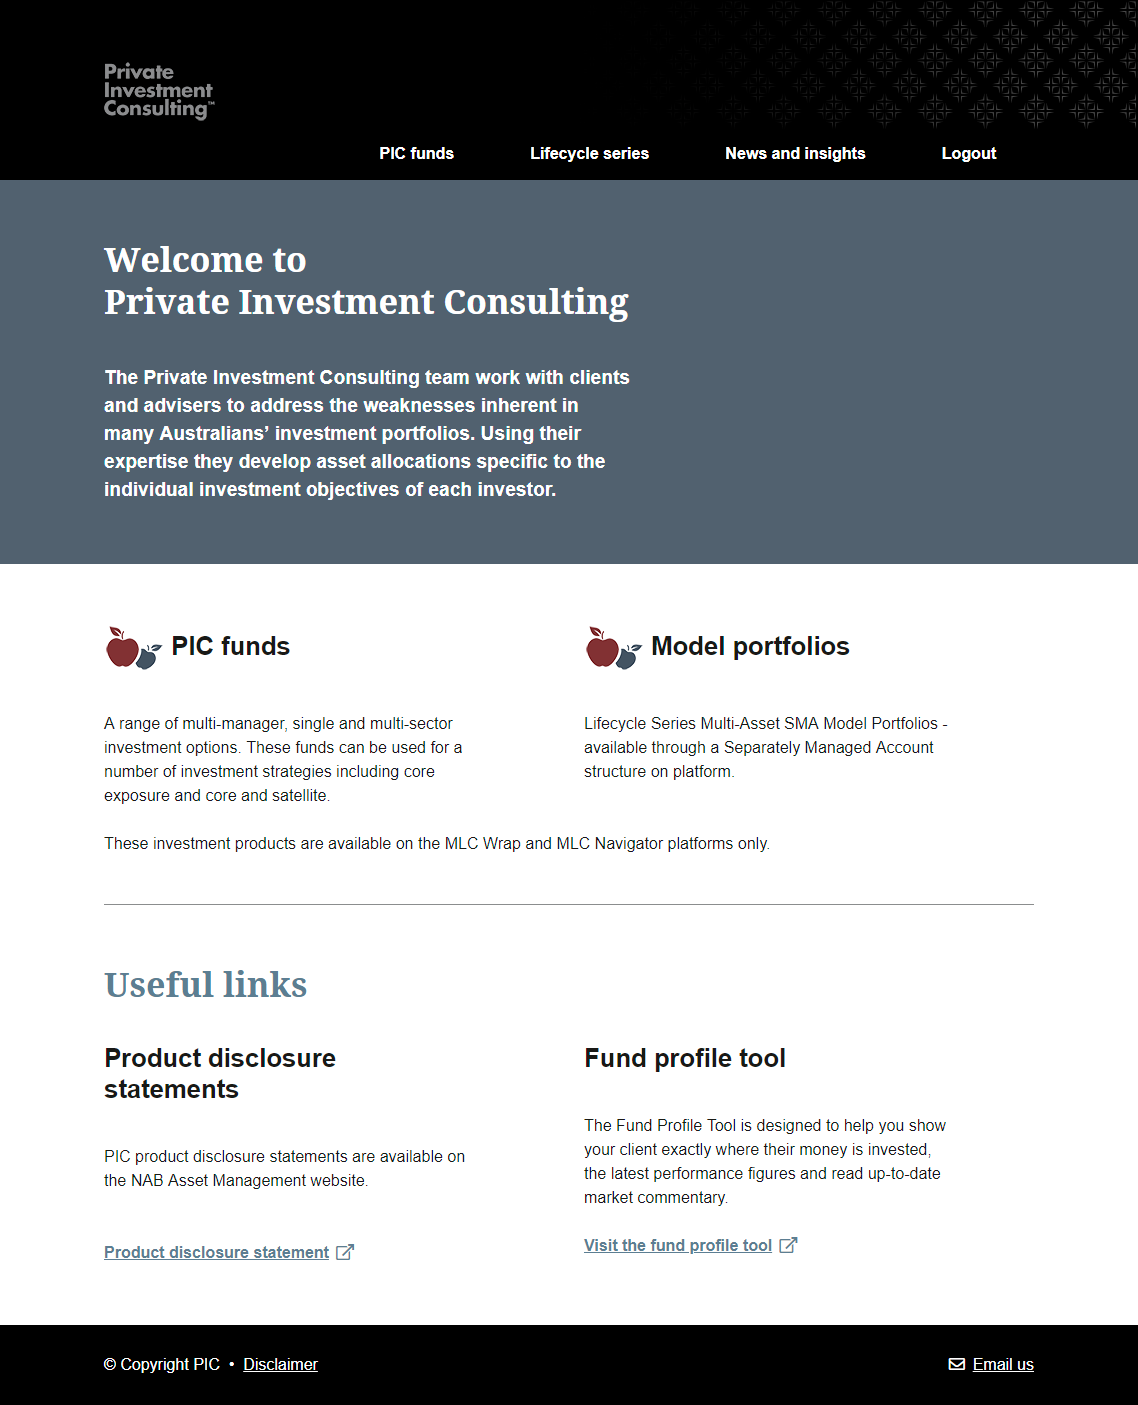 Private
Investment
Consulting™
PIC funds
Lifecycle series
News and insights
Logout
Welcome to
Private Investment Consulting
The Private Investment Consulting team work with clients
and advisers to address the weaknesses inherent in
many Australians’ investment portfolios. Using their
expertise they develop asset allocations specific to the
individual investment objectives of each investor.
PIC funds
A range of multi-manager, single and multi-sector
investment options. These funds can be used for a
number of investment strategies including core
exposure and core and satellite.
Model portfolios
Lifecycle Series Multi-Asset SMA Model Portfolios -
available through a Separately Managed Account
structure on platform.
These investment products are available on the MLC Wrap and MLC Navigator platforms only.
Useful links
Product disclosure
statements
PIC product disclosure statements are available on
the NAB Asset Management website.
Product disclosure statement
Fund profile tool
The Fund Profile Tool is designed to help you show
your client exactly where their money is invested,
the latest performance figures and read up-to-date
market commentary.
Visit the fund profile tool
© Copyright PIC • Disclaimer
Email us